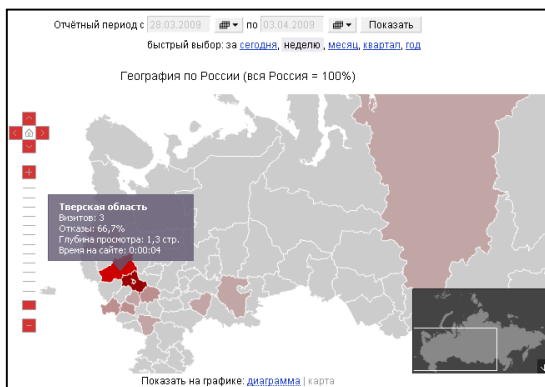 Отчётный период с 28.03.2009 по 03.04.2009 Показать
быстрый выбор: за сегодня, неделю, месяц, квартал, год
География по России (вся Россия = 100%)
Тверская область
Визитов: 3
Отказы: 66,7%
Глубина просмотра: 1,3 стр.
Время на сайте: 0:00:04
Показать на графике: диаграмма | карта